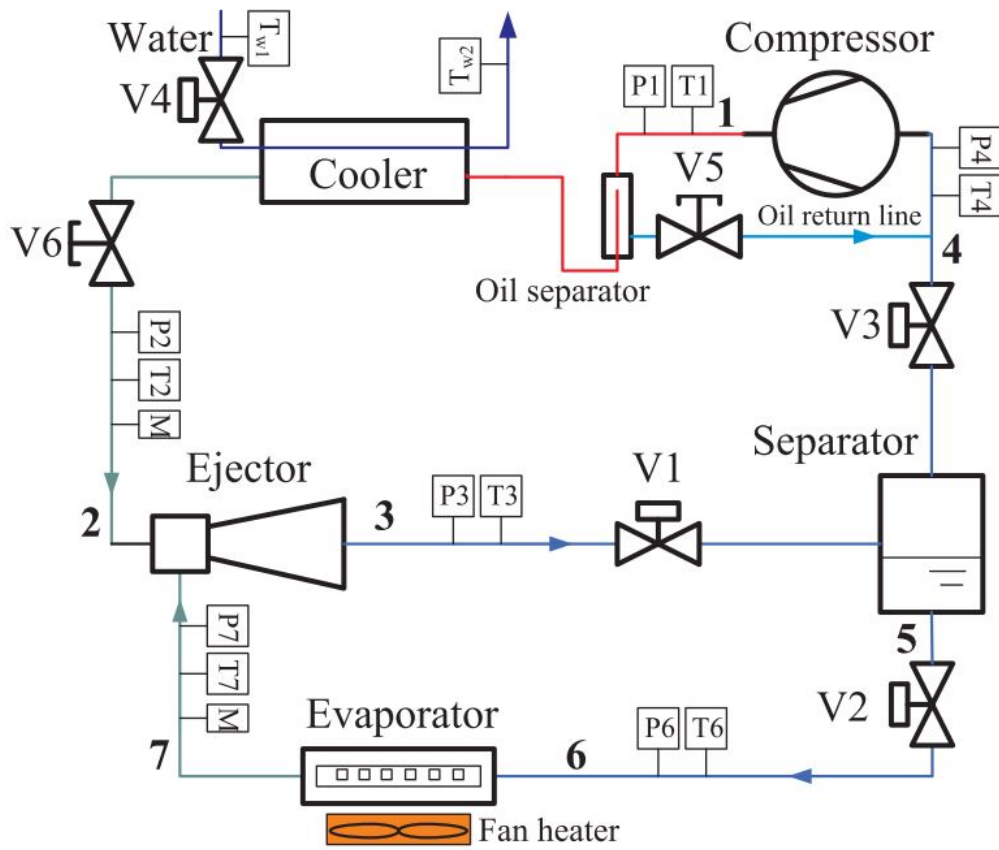 Water
Tw1
Tw2
Compressor
V4
P1
T1
1
P4
Cooler
V5
T4
Oil return line
V6
4
Oil separator
V3
P2
T2
M
Separator
Ejector
V1
2
3
P3
T3
P7
5
T7
V2
Evaporator
M
7
6
P6
T6
Fan heater